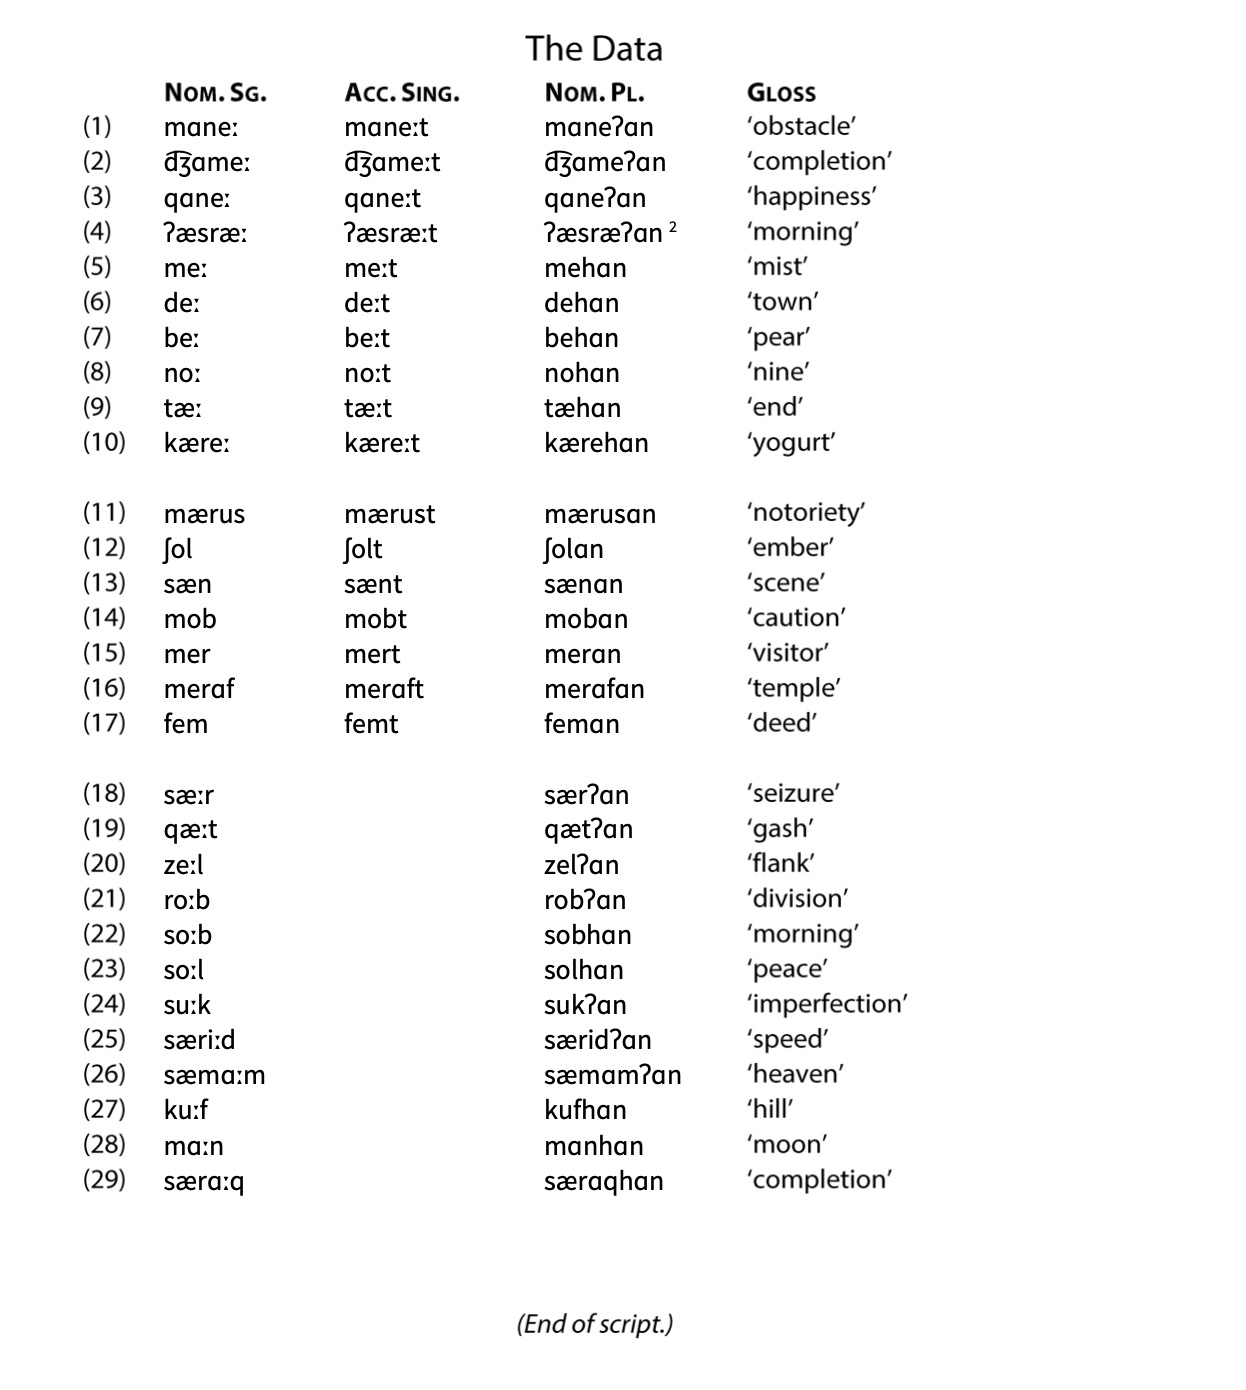 The Data
Nom. Sg. Acc. Sing. Nom. Pl. Gloss
(1) maneː maneːt maneʔan ‘obstacle’
(2) d͡ʒameː d͡ʒameːt d͡ʒameʔan ‘completion’
(3) qaneː qaneːt qaneʔan ‘happiness’
(4) ʔæsræː ʔæsræːt ʔæsræʔan ² ‘morning’
(5) meː meːt mehan ‘mist’
(6) deː deːt dehan ‘town’
(7) beː beːt behan ‘pear’
(8) noː noːt nohan ‘nine’
(9) tæː tæːt tæhan ‘end’
(10) kæreː kæreːt kærehan ‘yogurt’
(11) mærus mærust mærusan ‘notoriety’
(12) ʃol ʃolt ʃolan ‘ember’
(13) sæn sænt sænan ‘scene’
(14) mob mobt moban ‘caution’
(15) mer mert meran ‘visitor’
(16) meraf meraft merafan ‘temple’
(17) fem femt feman ‘deed’
(18) sæːr særʔan ‘seizure’
(19) qæːt qætʔan ‘gash’
(20) zeːl zelʔan ‘flank’
(21) roːb robʔan ‘division’
(22) soːb sobhan ‘morning’
(23) soːl solhan ‘peace’
(24) suːk sukʔan ‘imperfection’
(25) særiːd særidʔan ‘speed’
(26) sæmaːm sæmamʔan ‘heaven’
(27) kuːf kufhan ‘hill’
(28) maːn manhan ‘moon’
(29) særaːq særaqhan ‘completion’
(End of script.)